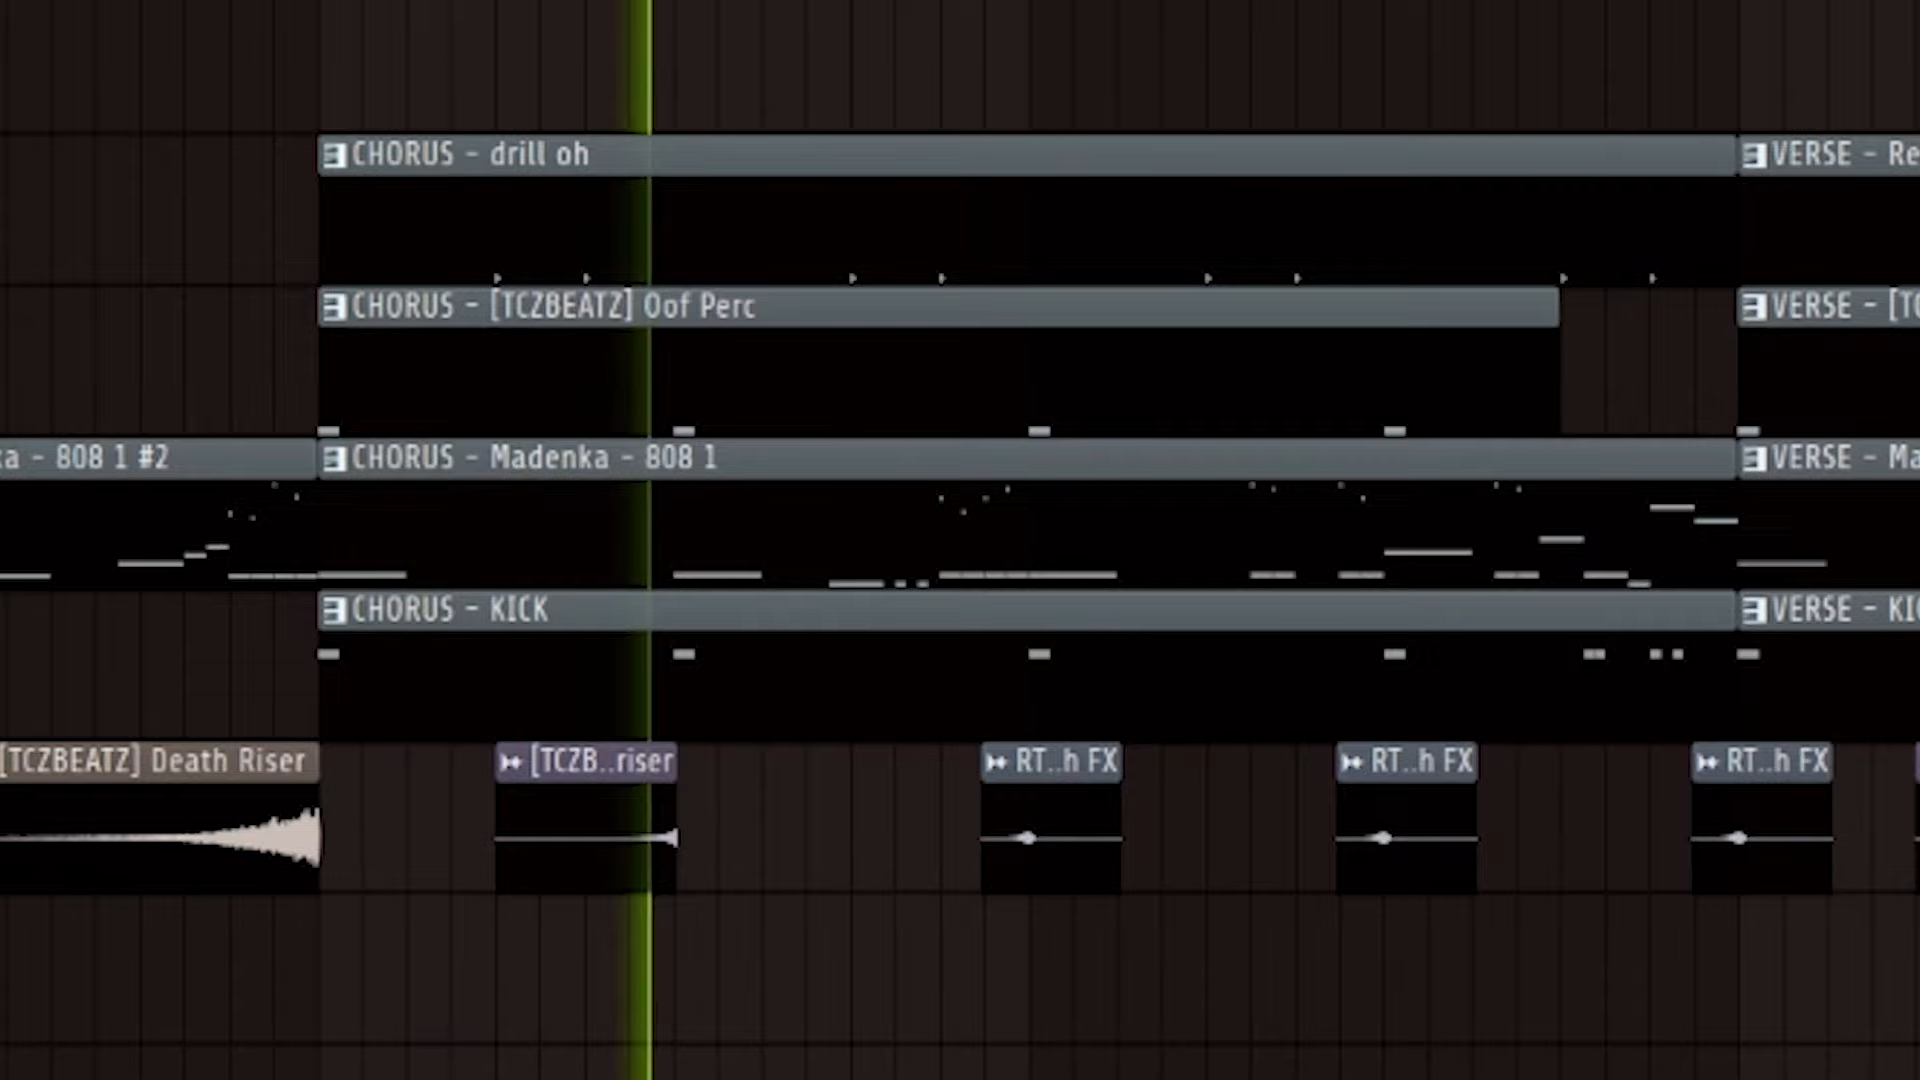 CHORUS - drill oh
VERSE - Re
CHORUS - [TCZBEATZ] Oof Perc
VERSE - [TC
a - 808 1 #2
CHORUS - Madenka - 808 1
VERSE - Ma
CHORUS - KICK
VERSE - KIC
[TCZBEATZ] Death Riser
[TCZB..riser
RT..h FX
RT..h FX
RT..h FX